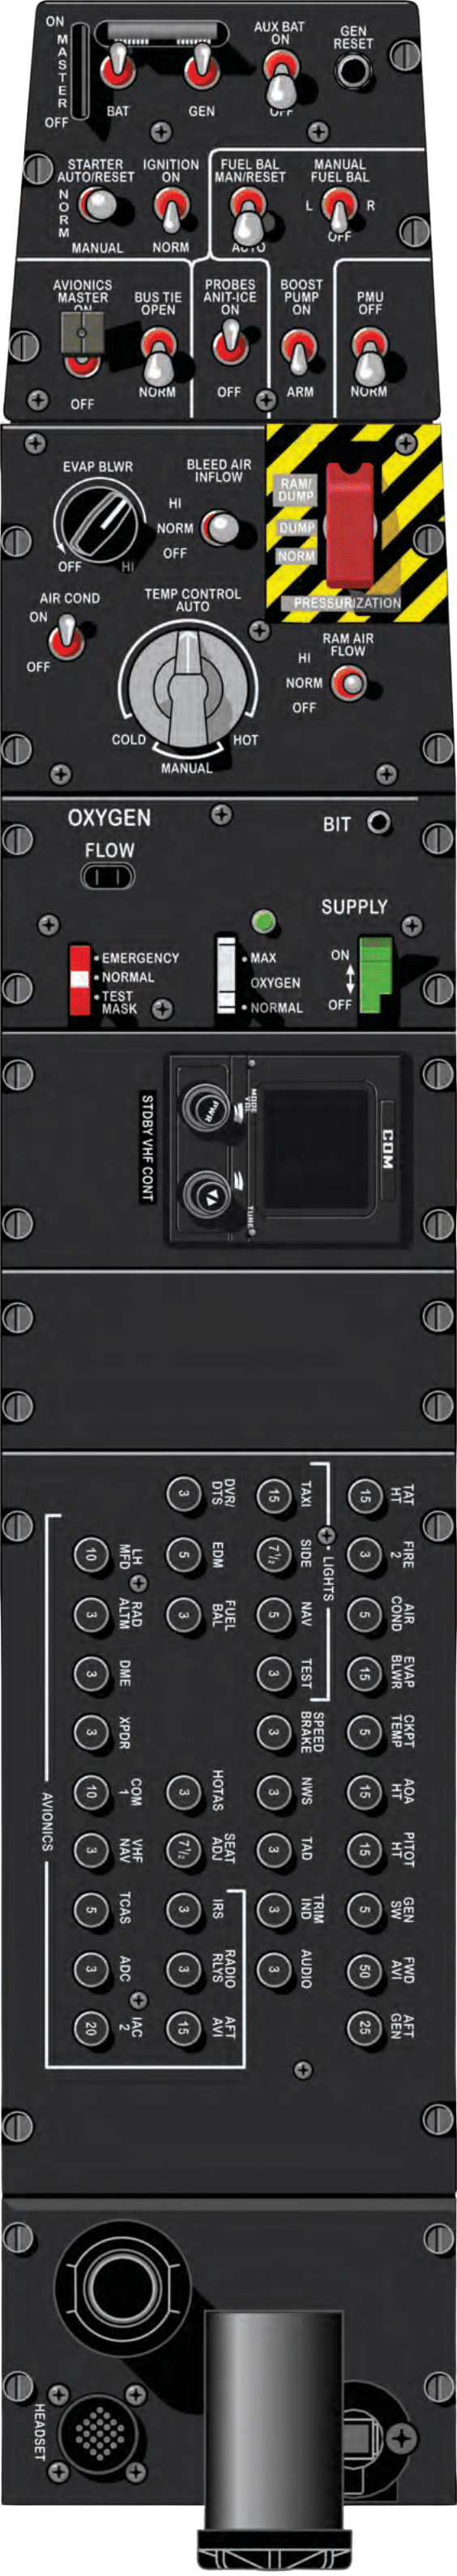 ON
MASTER
OFF
BAT
GEN
AUX BAT
ON
OFF
GEN
RESET
STARTER
AUTO/RESET
NORM
MANUAL
IGNITION
ON
NORM
FUEL BAL
MAN/RESET
AUTO
MANUAL
FUEL BAL
L
R
OFF
AVIONICS
MASTER
ON
OFF
BUS TIE
OPEN
NORM
PROBES
ANIT-ICE
ON
OFF
BOOST
PUMP
ON
ARM
PMU
OFF
NORM
EVAP BLWR
OFF
HI
BLEED AIR
INFLOW
HI
NORM
OFF
RAM/
DUMP
DUMP
NORM
PRESSURIZATION
AIR COND
ON
OFF
TEMP CONTROL
AUTO
COLD
HOT
MANUAL
RAM AIR
FLOW
HI
NORM
OFF
OXYGEN
FLOW
BIT
SUPPLY
ON
OFF
• EMERGENCY
• NORMAL
• TEST
MASK
• MAX
OXYGEN
• NORMAL
STDBY VHF CONT
PWR
MODE
VOL
TUNE
COM
DVR/
DTS
3
TAXI
15
TAT
HT
15
LIGHTS
LH
MFD
10
EDM
5
SIDE
7½
FIRE
2
3
RAD
ALTM
3
FUEL
BAL
3
NAV
5
AIR
COND
5
DME
3
TEST
3
EVAP
BLWR
15
XPDR
3
SPEED
BRAKE
3
CKPT
TEMP
5
AVIONICS
COM
1
10
HOTAS
3
NWS
3
AOA
HT
15
VHF
NAV
3
SEAT
ADJ
7½
TAD
3
PITOT
HT
15
TCAS
5
IRS
3
TRIM
IND
3
GEN
SW
5
ADC
3
RADIO
RLYS
3
AUDIO
3
FWD
AVI
50
IAC
2
20
AFT
AVI
15
AFT
GEN
25
HEADSET